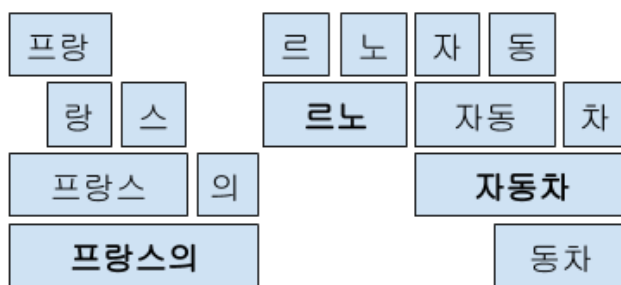 프랑 르 노 자 동
랑 스 르노 자동 차
프랑스 의 자동차
프랑스의 동차